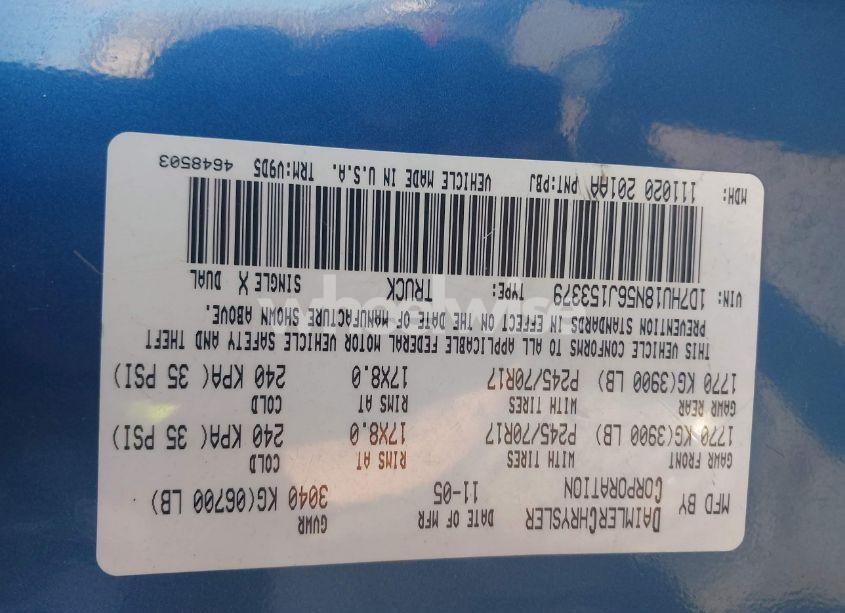 MFD BY DAIMLERCHRYSLER CORPORATION DATE OF MFR 11-05 GVWR 3040 KG(06700 LB)
GAWR FRONT WITH TIRES RIMS AT COLD
1770 KG(3900 LB) P245/70R17 17X8.0 240 KPA(35 PSI)
GAWR REAR WITH TIRES RIMS AT COLD
1770 KG(3900 LB) P245/70R17 17X8.0 240 KPA(35 PSI)
THIS VEHICLE CONFORMS TO ALL APPLICABLE FEDERAL MOTOR VEHICLE SAFETY AND THEFT
PREVENTION STANDARDS IN EFFECT ON THE DATE OF MANUFACTURE SHOWN ABOVE.
VIN: 1D7HU18N56J153379 TYPE: TRUCK SINGLE X DUAL
MDH: 111020 201AA PNT:PBJ VEHICLE MADE IN U.S.A. TRM:V9D5 4648503
wheelwise